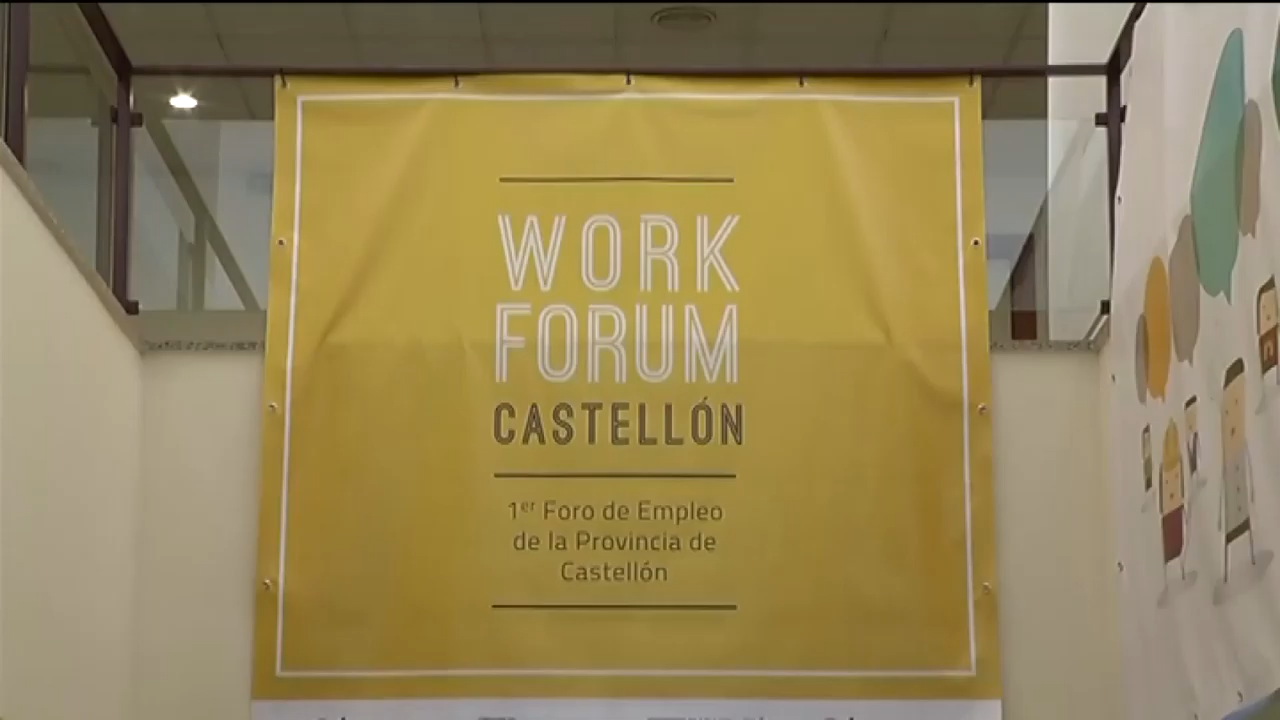 WORK
FORUM
CASTELLÓN
1er Foro de Empleo
de la Provincia de
Castellón